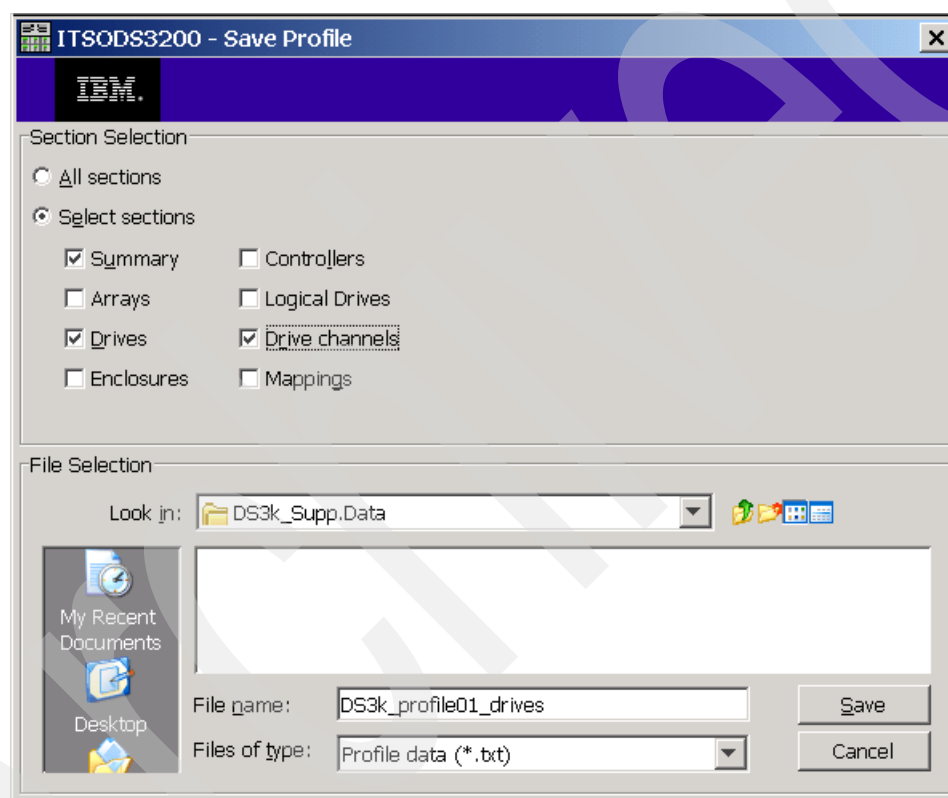 ITSODS3200 - Save Profile
IBM.
Section Selection
All sections
Select sections
Summary
Controllers
Arrays
Logical Drives
Drives
Drive channels
Enclosures
Mappings
File Selection
Look in:
DS3k_Supp.Data
My Recent
Documents
Desktop
File name:
DS3k_profile01_drives
Save
Files of type:
Profile data (*.txt)
Cancel